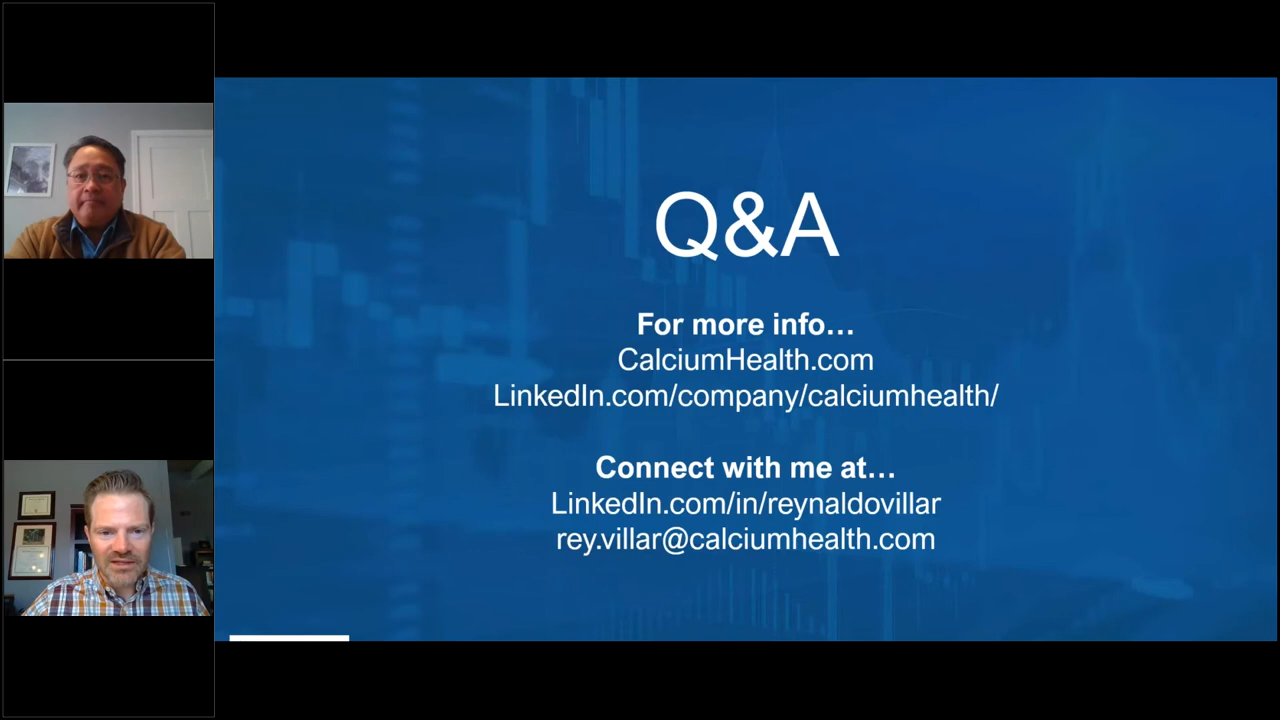 Q&A
For more info…
CalciumHealth.com
LinkedIn.com/company/calciumhealth/
Connect with me at…
LinkedIn.com/in/reynaldovillar
rey.villar@calciumhealth.com